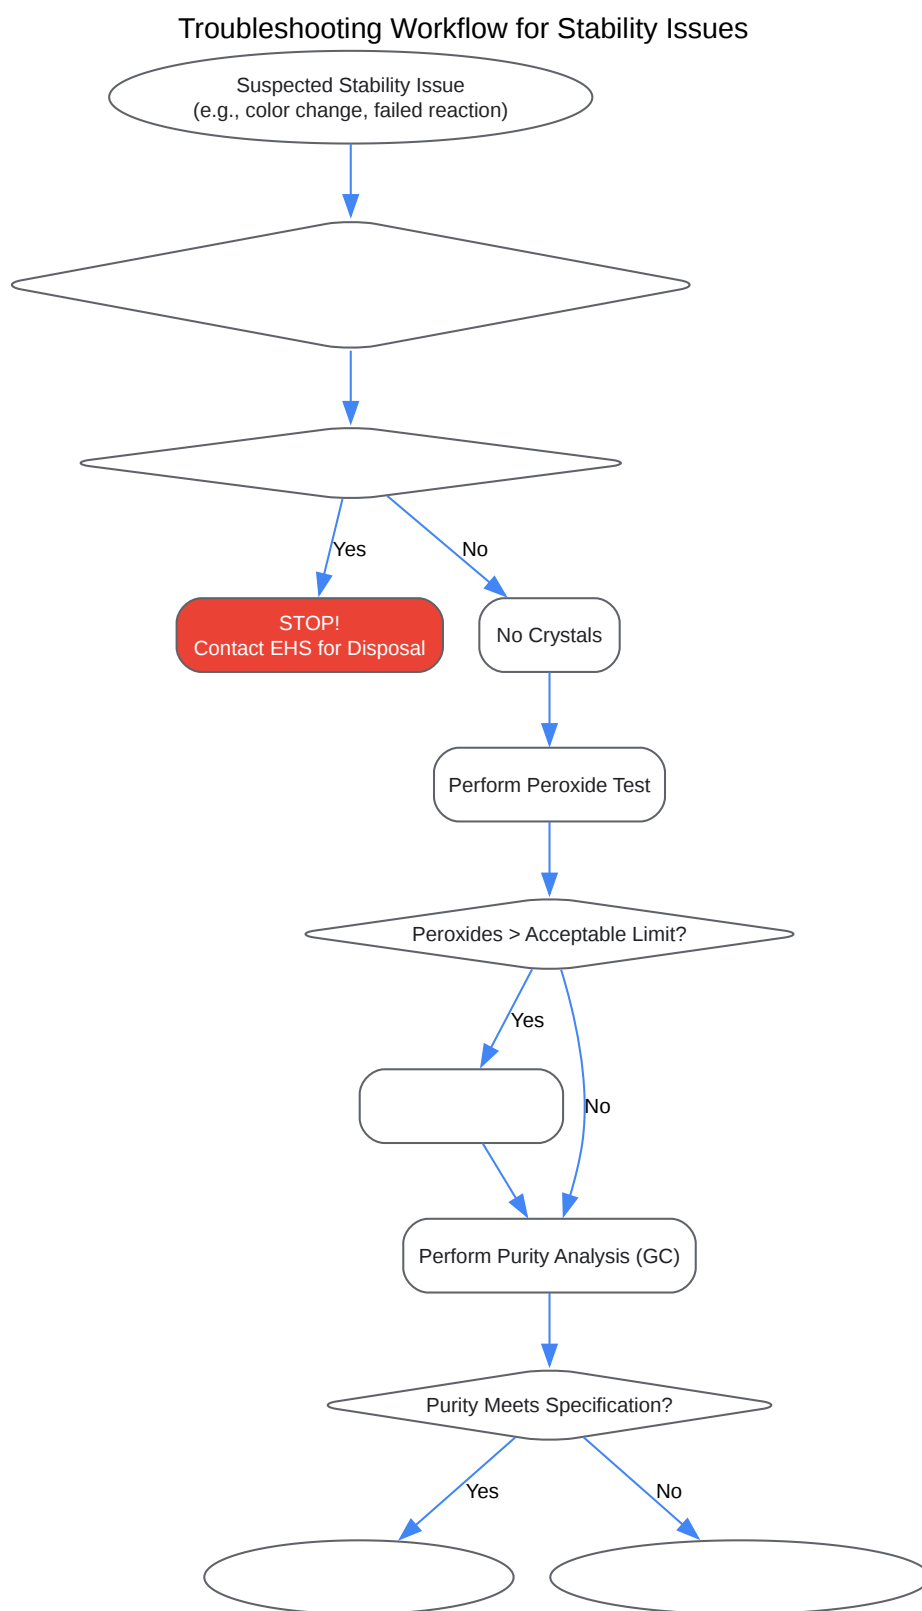 Troubleshooting Workflow for Stability Issues
Suspected Stability Issue
(e.g., color change, failed reaction)
Yes
No
STOP!
Contact EHS for Disposal
No Crystals
Perform Peroxide Test
Peroxides > Acceptable Limit?
Yes
No
Perform Purity Analysis (GC)
Purity Meets Specification?
Yes
No